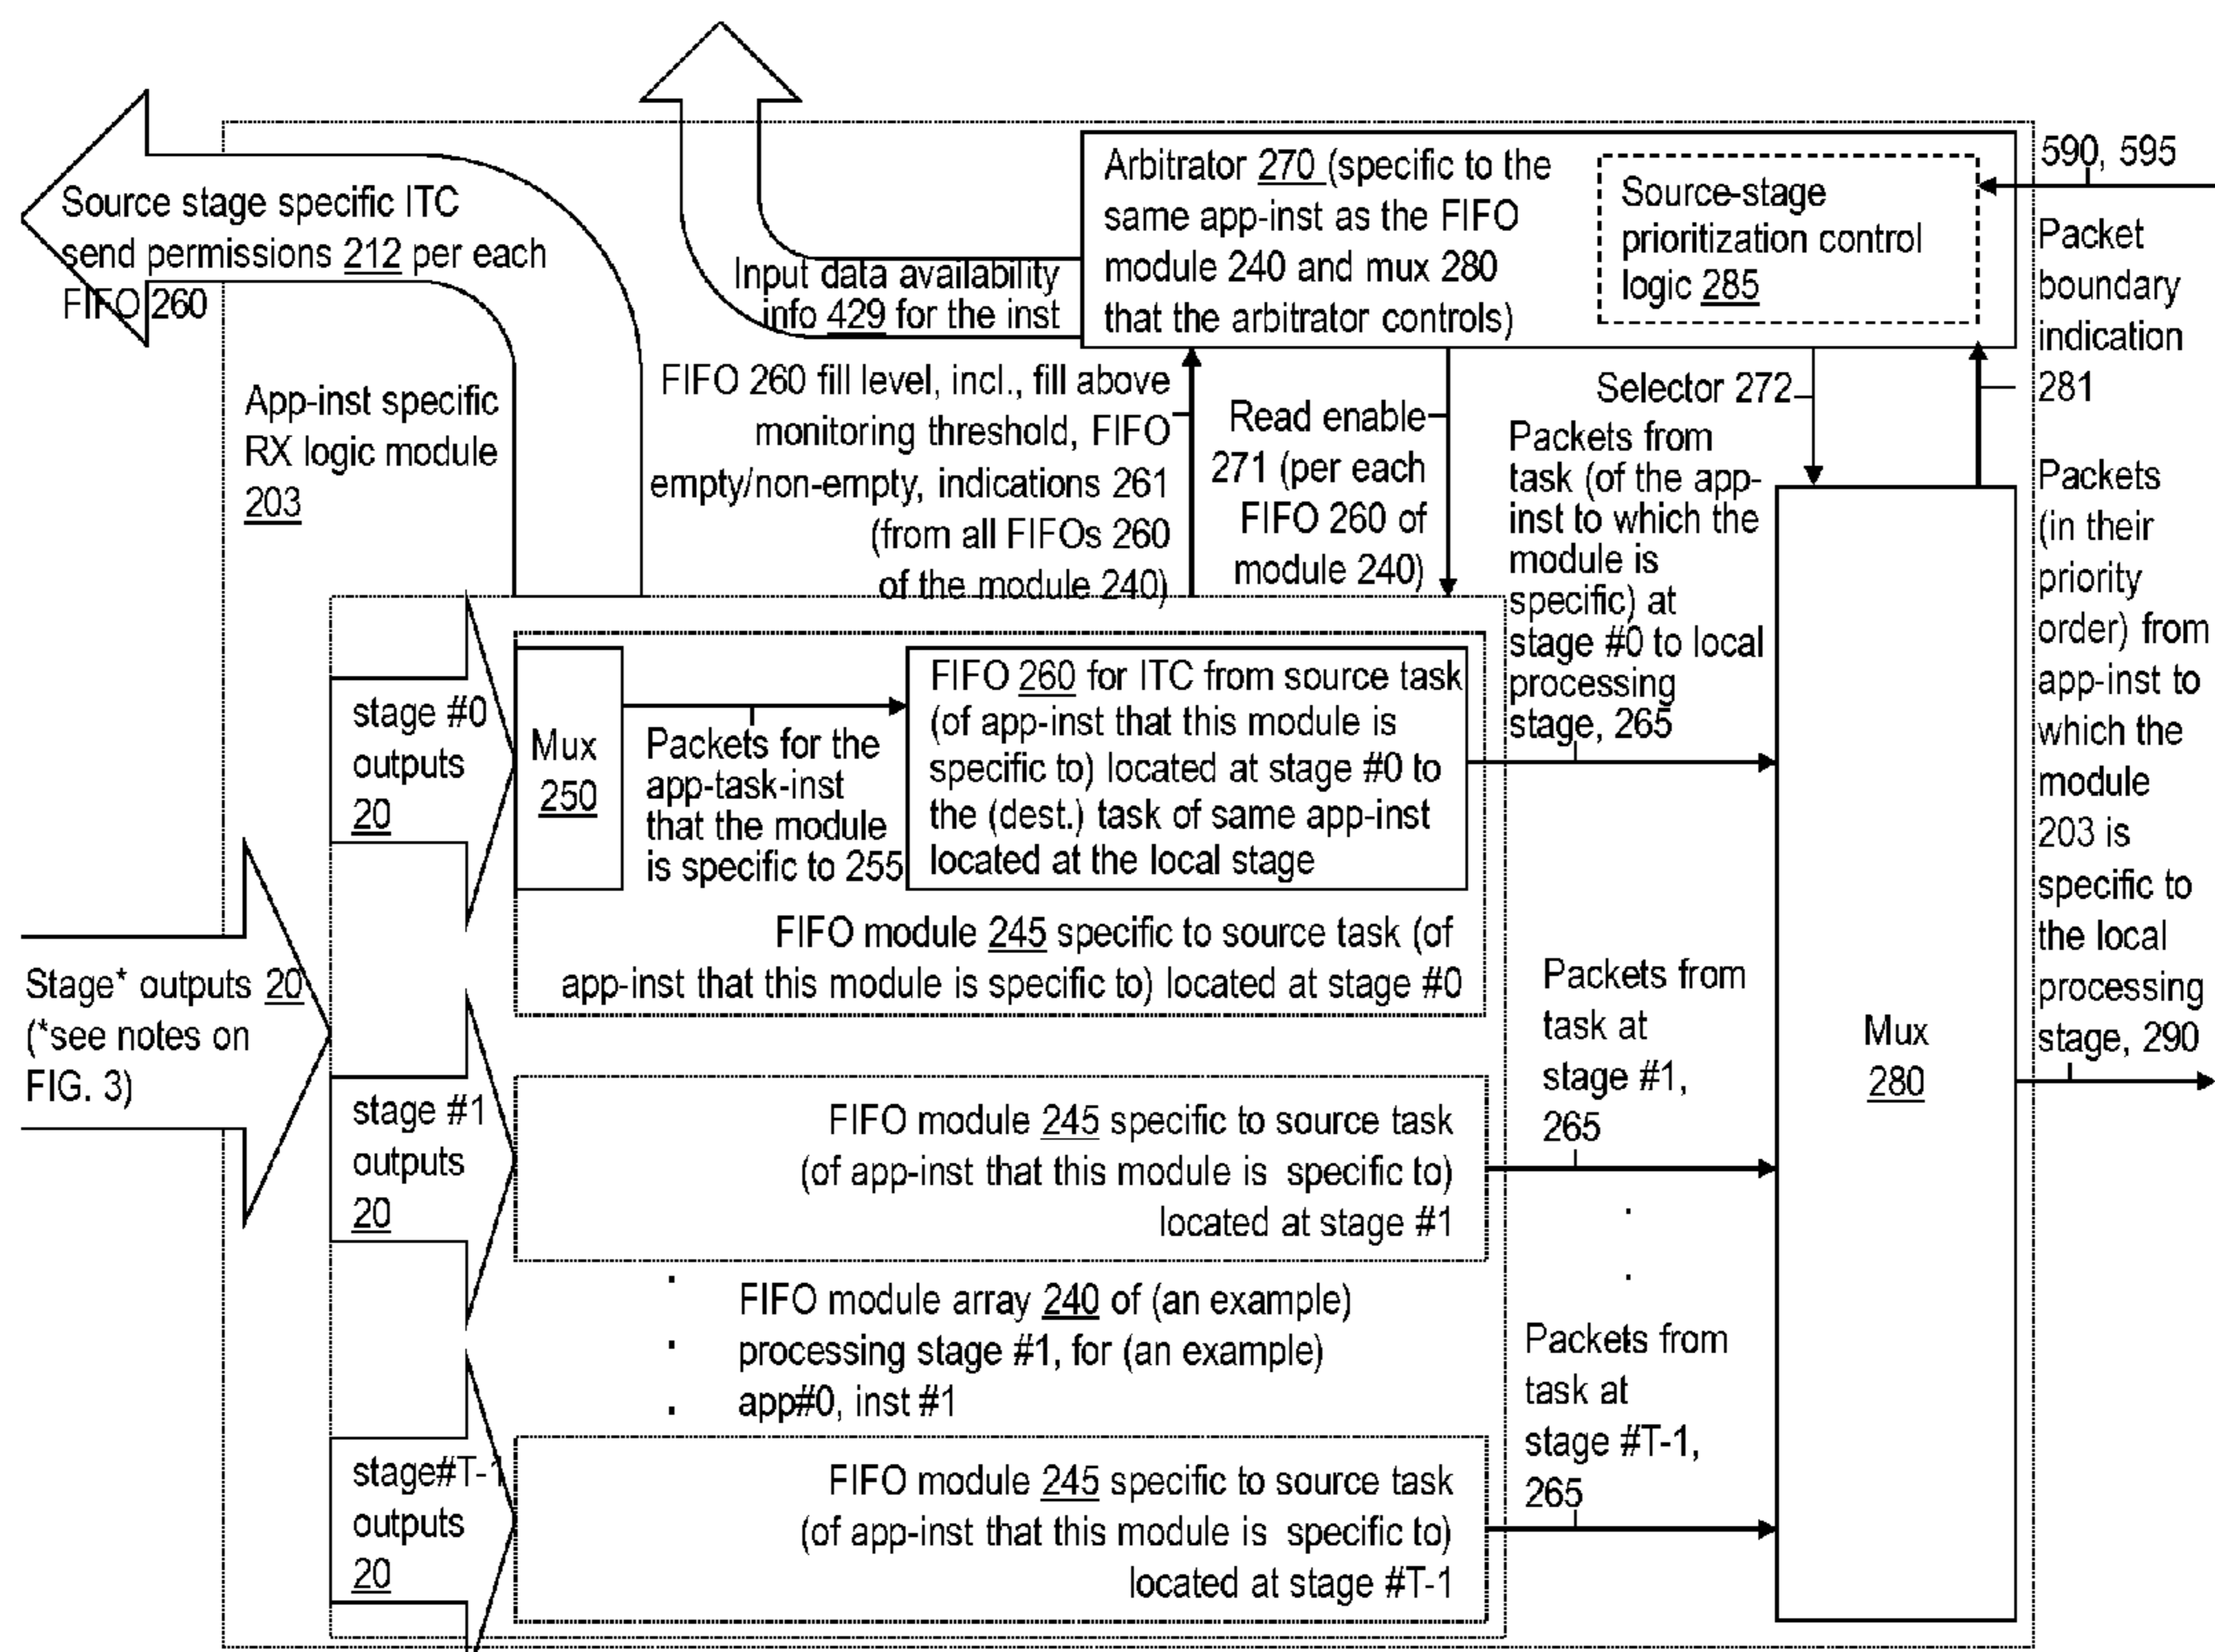 Source stage specific ITC
send permissions 212 per each
FIFO 260
Input data availability
info 429 for the inst
Arbitrator 270 (specific to the
same app-inst as the FIFO
module 240 and mux 280
that the arbitrator controls)
Source-stage
prioritization control
logic 285
590, 595
Packet
boundary
indication
281
App-inst specific
RX logic module
203
FIFO 260 fill level, incl., fill above
monitoring threshold, FIFO
empty/non-empty, indications 261
(from all FIFOs 260
of the module 240)
Read enable
271 (per each
FIFO 260 of
module 240)
Selector 272
Packets from
task (of the app-
inst to which the
module is
specific) at
stage #0 to local
processing
stage, 265
Packets
(in their
priority
order) from
app-inst to
which the
module
203 is
specific to
the local
processing
stage, 290
stage #0
outputs
20
Mux
250
Packets for the
app-task-inst
that the module
is specific to 255
FIFO 260 for ITC from source task
(of app-inst that this module is
specific to) located at stage #0 to
the (dest.) task of same app-inst
located at the local stage
FIFO module 245 specific to source task (of
app-inst that this module is specific to) located at stage #0
Stage* outputs 20
(*see notes on
FIG. 3)
stage #1
outputs
20
FIFO module 245 specific to source task
(of app-inst that this module is specific to)
located at stage #1
Packets from
task at
stage #1,
265
Mux
280
FIFO module array 240 of (an example)
processing stage #1, for (an example)
app#0, inst #1
stage#T-1
outputs
20
FIFO module 245 specific to source task
(of app-inst that this module is specific to)
located at stage #T-1
Packets from
task at
stage #T-1,
265